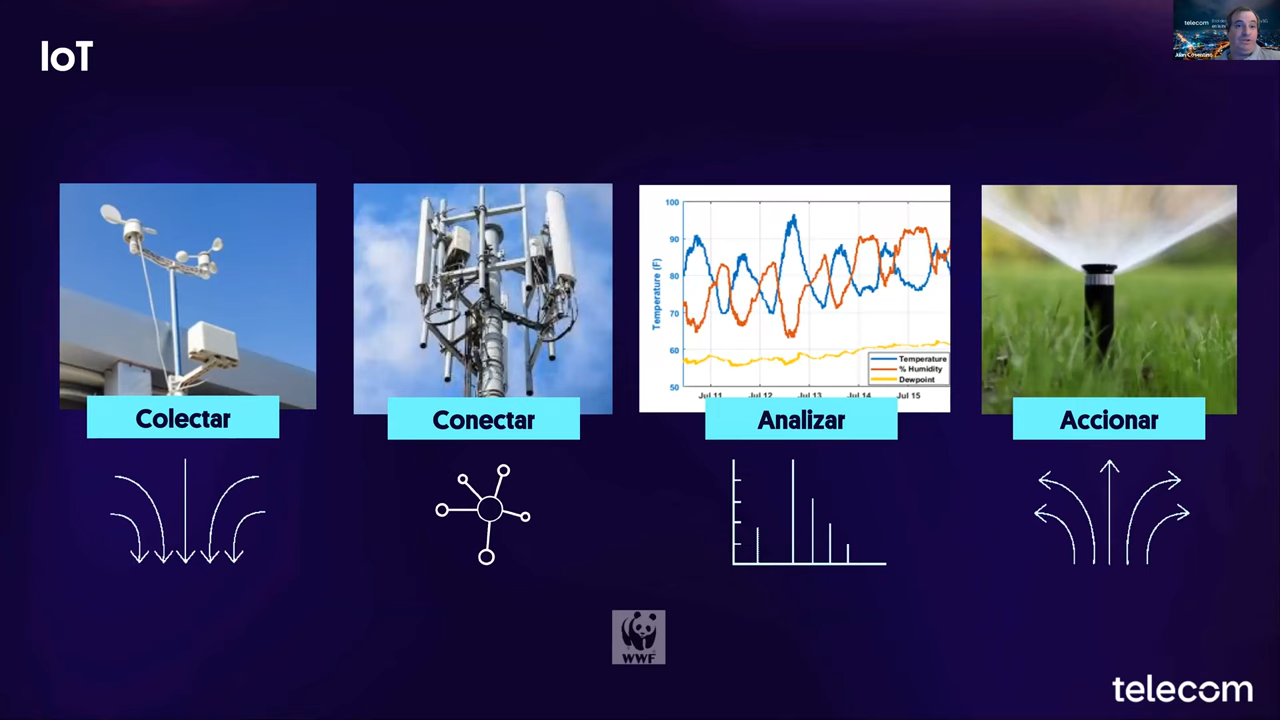 IoT
telecom
Colectar
Conectar
100
90
80
70
60
50
Temperature (F)
Temperature
% Humidity
Dewpoint
Jul 11
Jul 12
Jul 13
Jul 14
Jul 15
Analizar
Accionar
WWF
telecom